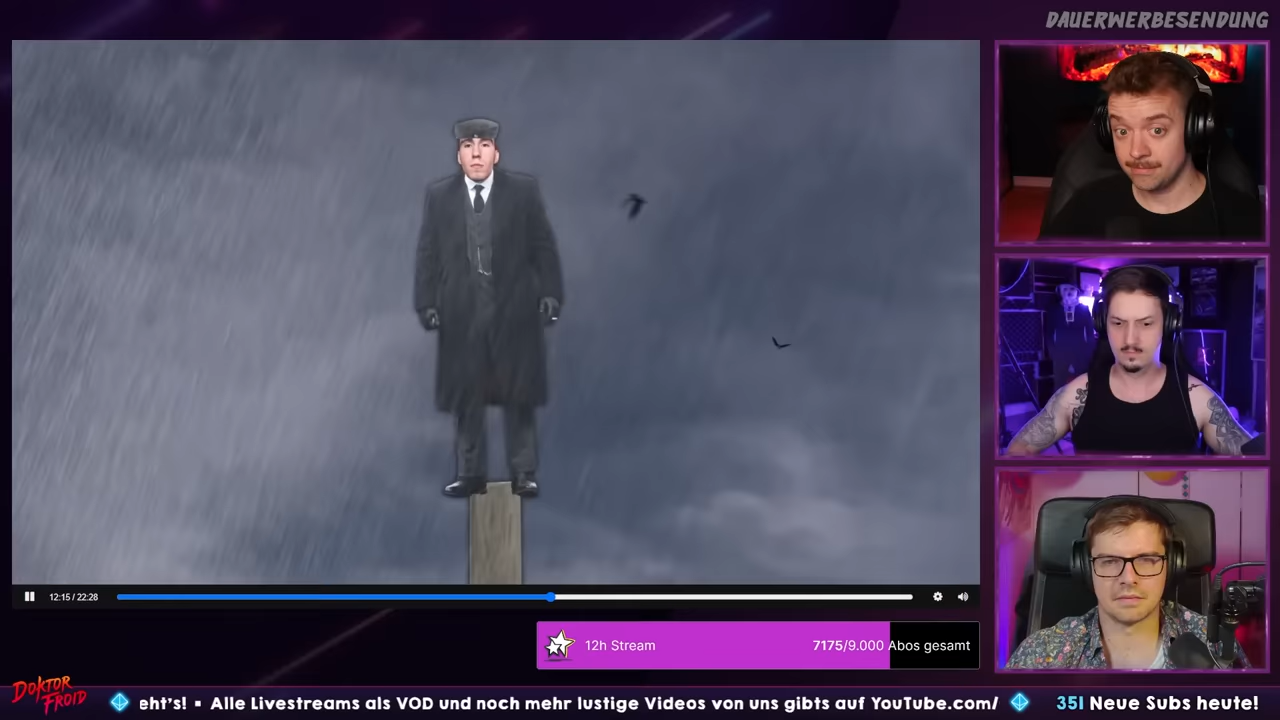 DAUERWERBESENDUNG
12:15 / 22:28
12h Stream
7175/9.000 Abos gesamt
DOKTOR
FROID
eht's! ▪ Alle Livestreams als VOD und noch mehr lustige Videos von uns gibts auf YouTube.com/
351 Neue Subs heute!